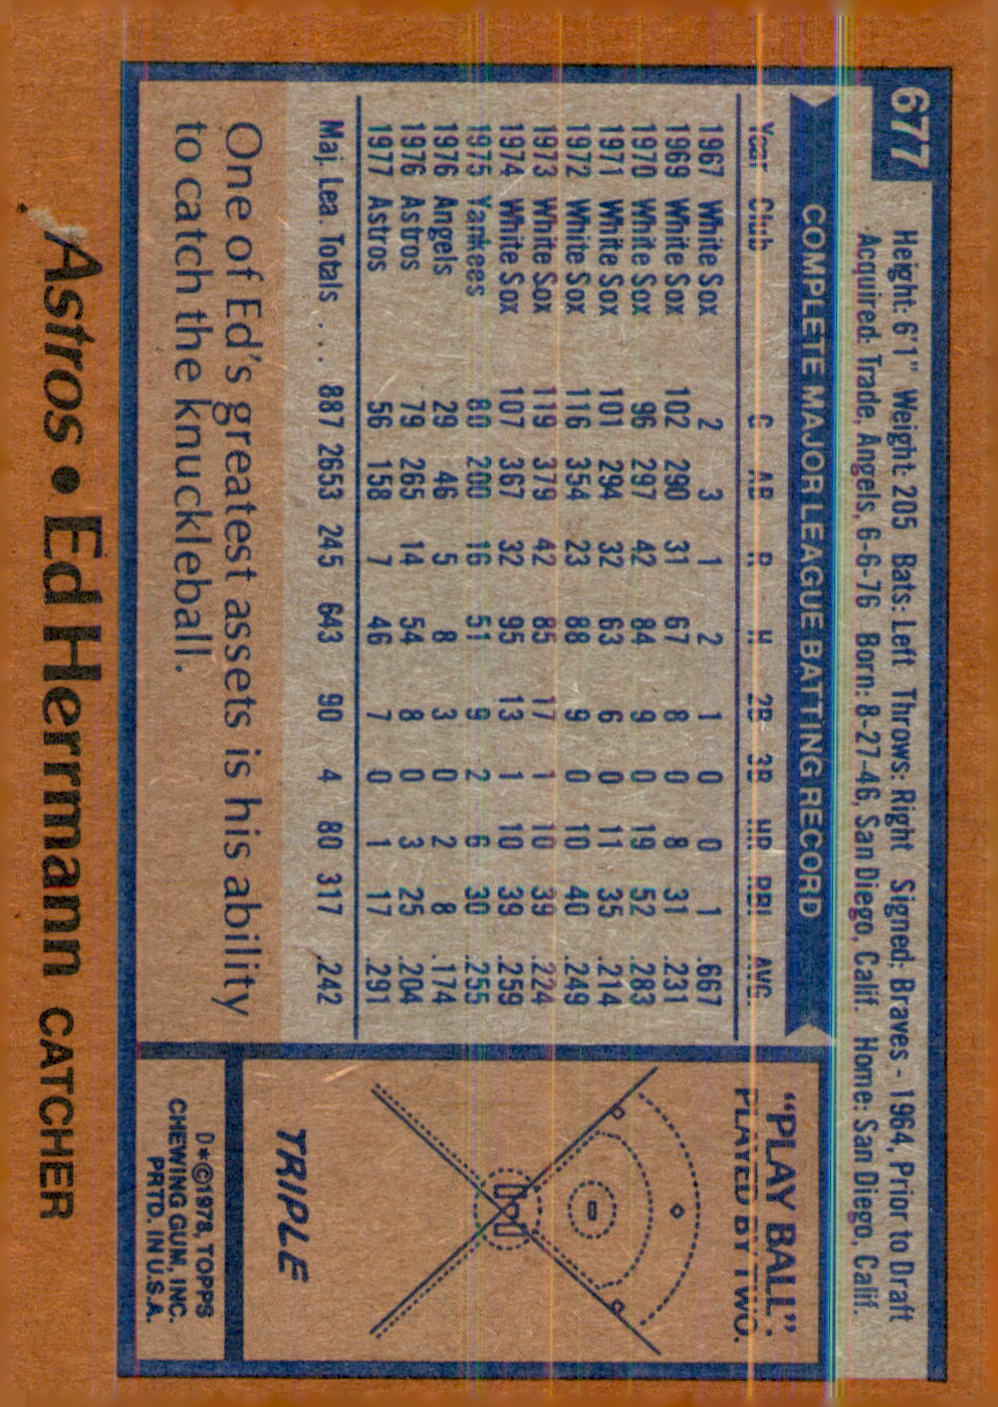 677
Height: 6'1" Weight: 205 Bats: Left Throws: Right Signed: Braves - 1964, Prior to Draft
Acquired: Trade, Angels, 6-6-76 Born: 8-27-46, San Diego, Calif. Home: San Diego, Calif.
COMPLETE MAJOR LEAGUE BATTING RECORD
Year Club G AB R H 2B 3B HR RBI AVG.
1967 White Sox 2 3 1 2 1 0 0 1 .667
1969 White Sox 102 290 31 67 8 0 8 31 .231
1970 White Sox 96 297 42 84 9 0 19 52 .283
1971 White Sox 101 294 32 63 6 0 11 35 .214
1972 White Sox 116 354 23 88 9 0 10 40 .249
1973 White Sox 119 379 42 85 17 1 10 39 .224
1974 White Sox 107 367 32 95 13 1 10 39 .259
1975 Yankees 80 200 16 51 9 2 6 30 .255
1976 Angels 29 46 5 8 3 0 2 8 .174
1976 Astros 79 265 14 54 8 0 3 25 .204
1977 Astros 56 158 7 46 7 0 1 17 .291
Maj. Lea. Totals . . . 887 2653 245 643 90 4 80 317 .242
One of Ed's greatest assets is his ability
to catch the knuckleball.
"PLAY BALL":
PLAYED BY TWO.
TRIPLE
D*©1978, TOPPS
CHEWING GUM, INC.
PRTD. IN U.S.A.
Astros • Ed Herrmann CATCHER